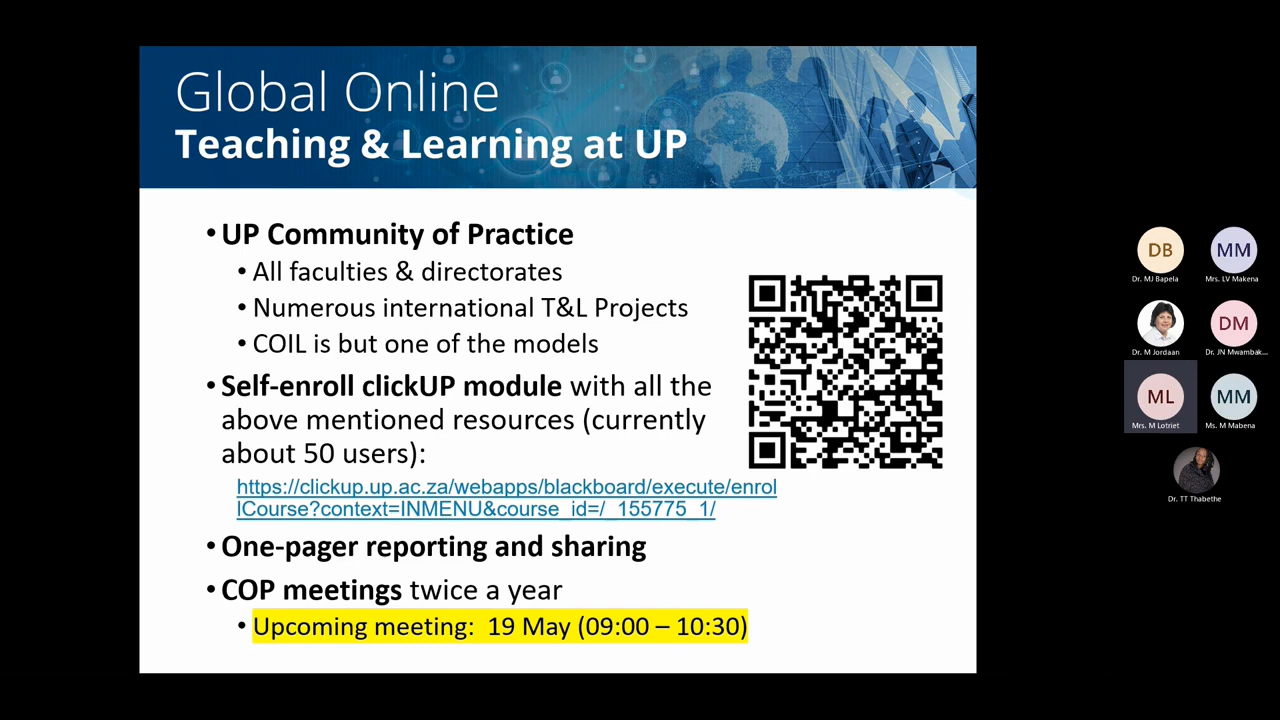 Global Online
Teaching & Learning at UP
• UP Community of Practice
• All faculties & directorates
• Numerous international T&L Projects
• COIL is but one of the models
• Self-enroll clickUP module with all the
above mentioned resources (currently
about 50 users):
https://clickup.up.ac.za/webapps/blackboard/execute/enrol
lCourse?context=INMENU&course_id=/_155775_1/
• One-pager reporting and sharing
• COP meetings twice a year
• Upcoming meeting: 19 May (09:00 – 10:30)
DB
MM
Dr. MJ Bapela
Mrs. LV Makena
DM
Dr. M Jordaan
Dr. JN Mwambak...
ML
MM
Mrs. M Lotriet
Ms. M Mabena
Dr. TT Thabethe